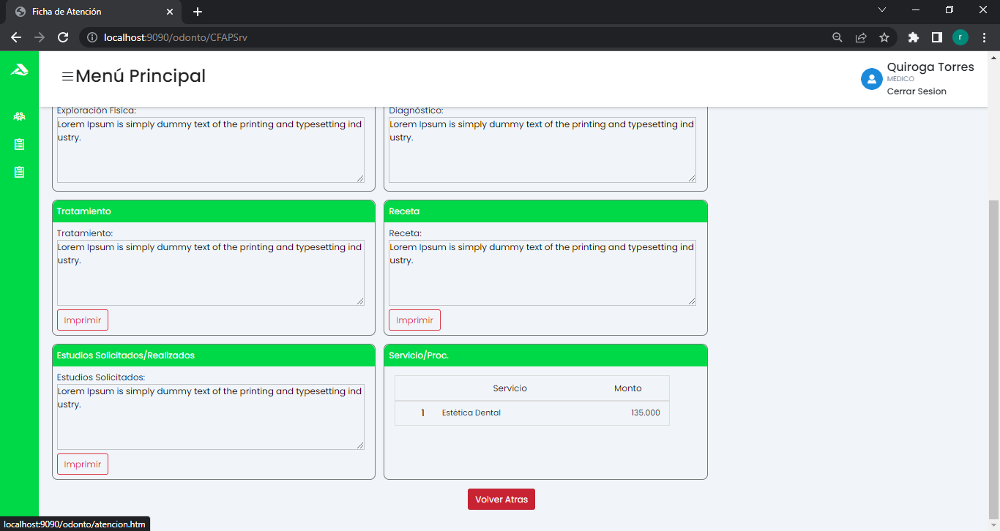 Ficha de Atención
localhost:9090/odonto/CFAPSrv
r
Menú Principal
Quiroga Torres
MEDICO
Cerrar Sesion
Exploración Física:
Lorem Ipsum is simply dummy text of the printing and typesetting ind
ustry.
Diagnóstico:
Lorem Ipsum is simply dummy text of the printing and typesetting ind
ustry.
Tratamiento
Tratamiento:
Lorem Ipsum is simply dummy text of the printing and typesetting ind
ustry.
Imprimir
Receta
Receta:
Lorem Ipsum is simply dummy text of the printing and typesetting ind
ustry.
Imprimir
Estudios Solicitados/Realizados
Estudios Solicitados:
Lorem Ipsum is simply dummy text of the printing and typesetting ind
ustry.
Imprimir
Servicio/Proc.
Servicio Monto
1 Estética Dental 135.000
Volver Atras
localhost:9090/odonto/atencion.htm